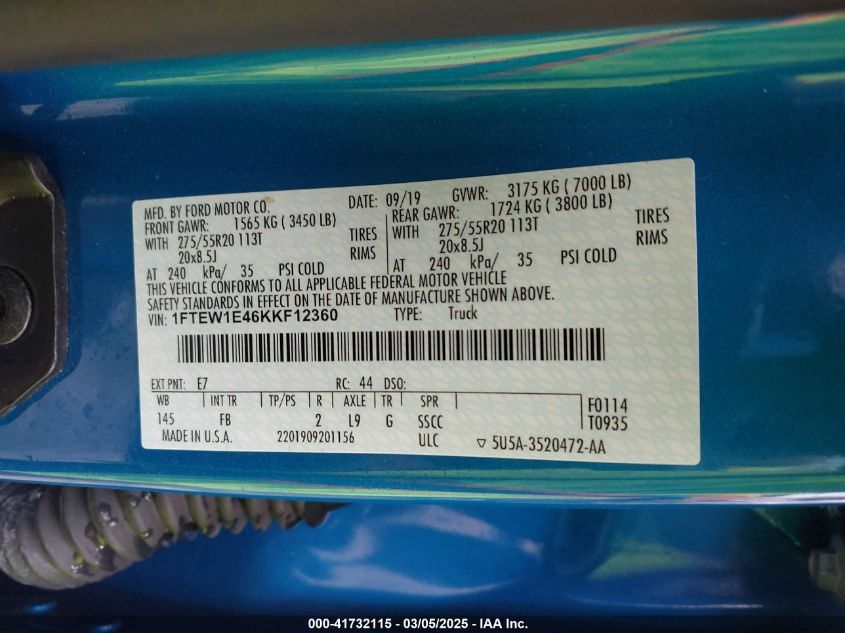 MFD. BY FORD MOTOR CO.
DATE: 09/19 GVWR: 3175 KG ( 7000 LB)
FRONT GAWR: 1565 KG ( 3450 LB)
WITH 275/55R20 113T TIRES
20x8.5J RIMS
AT 240 kPa/ 35 PSI COLD
REAR GAWR: 1724 KG ( 3800 LB)
WITH 275/55R20 113T TIRES
20x8.5J RIMS
AT 240 kPa/ 35 PSI COLD
THIS VEHICLE CONFORMS TO ALL APPLICABLE FEDERAL MOTOR VEHICLE
SAFETY STANDARDS IN EFFECT ON THE DATE OF MANUFACTURE SHOWN ABOVE.
VIN: 1FTEW1E46KKF12360 TYPE: Truck
EXT PNT: E7 RC: 44 DSO:
WB INT TR TP/PS R AXLE TR SPR
145 FB 2 L9 G SSCC
F0114
T0935
MADE IN U.S.A. 2201909201156 ULC ▽ 5U5A-3520472-AA
000-41732115 - 03/05/2025 - IAA Inc.